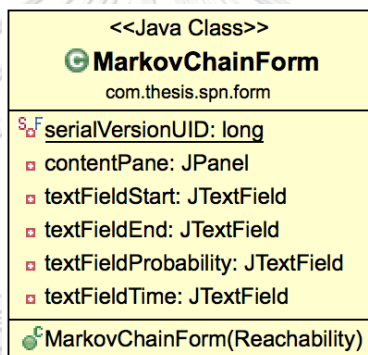 <<Java Class>>
C MarkovChainForm
com.thesis.spn.form
S F serialVersionUID: long
contentPane: JPanel
textFieldStart: JTextField
textFieldEnd: JTextField
textFieldProbability: JTextField
textFieldTime: JTextField
C MarkovChainForm(Reachability)